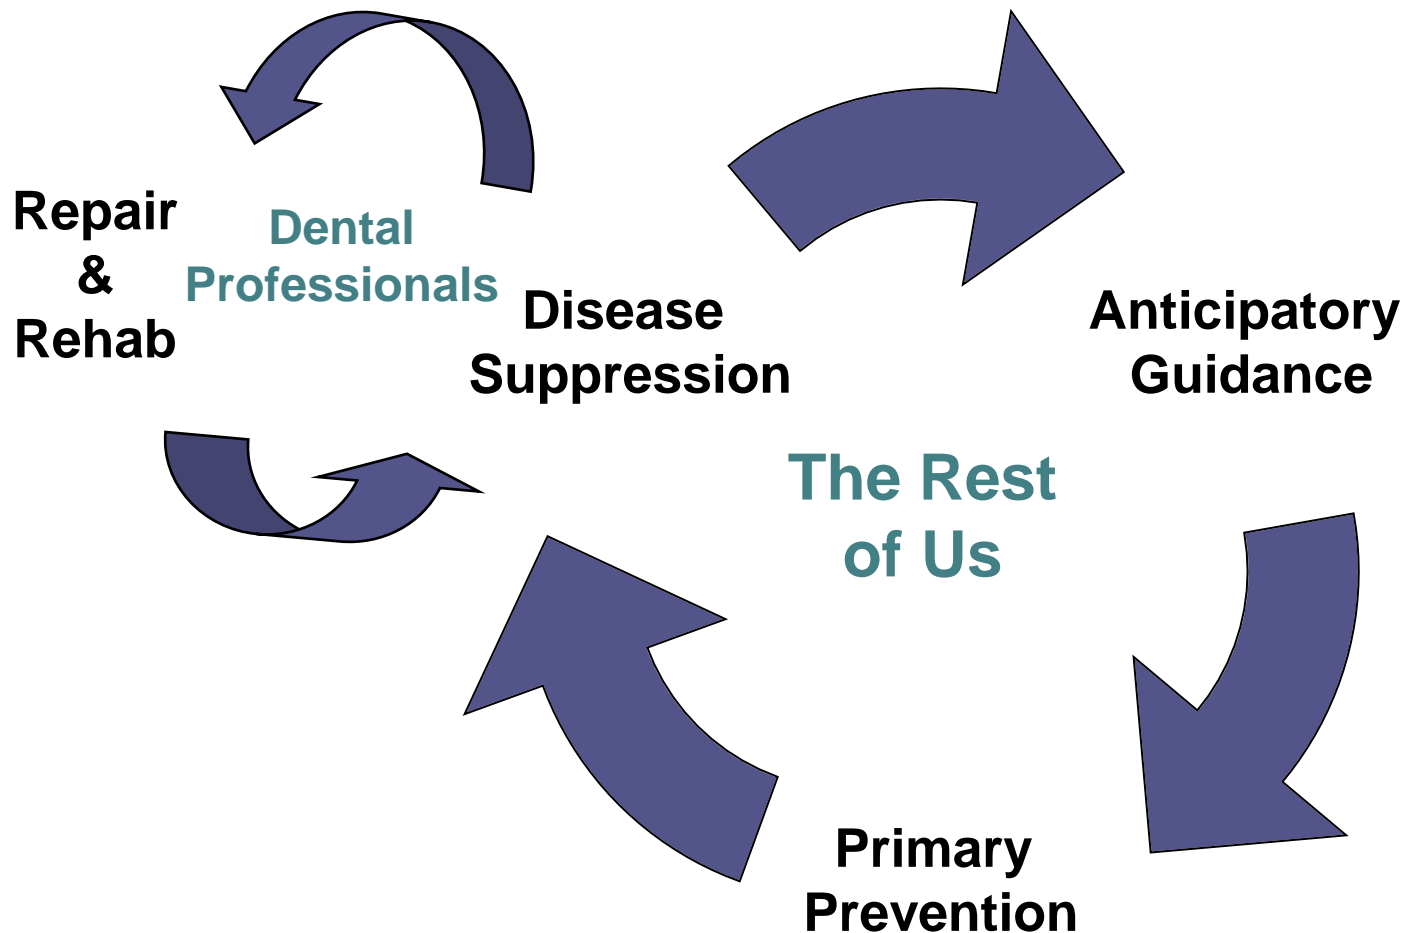 Repair
&
Rehab
Dental
Professionals
Disease
Suppression
Anticipatory
Guidance
The Rest
of Us
Primary
Prevention